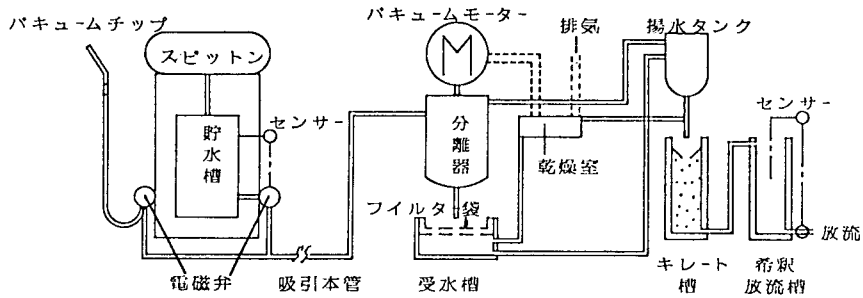 バキュームチップ
スピットン
貯水槽
センサー
電磁弁
吸引本管
バキュームモーター
M
分離器
フイルター袋
受水槽
排気
乾燥室
揚水タンク
キレート槽
センサー
希釈放流槽
放流